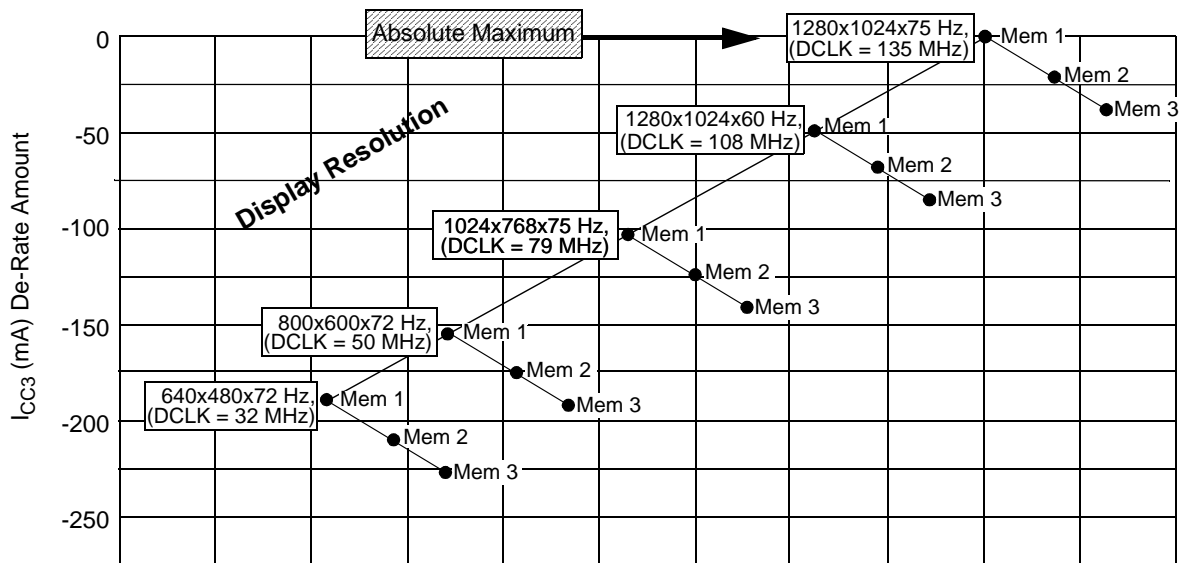 Absolute Maximum
1280x1024x75 Hz,
(DCLK = 135 MHz)
Mem 1
Mem 2
Mem 3
1280x1024x60 Hz,
(DCLK = 108 MHz)
Mem 1
Mem 2
Mem 3
Display Resolution
1024x768x75 Hz,
(DCLK = 79 MHz)
Mem 1
Mem 2
Mem 3
800x600x72 Hz,
(DCLK = 50 MHz)
Mem 1
Mem 2
Mem 3
640x480x72 Hz,
(DCLK = 32 MHz)
Mem 1
Mem 2
Mem 3
0
-50
-100
-150
-200
-250
ICC3 (mA) De-Rate Amount